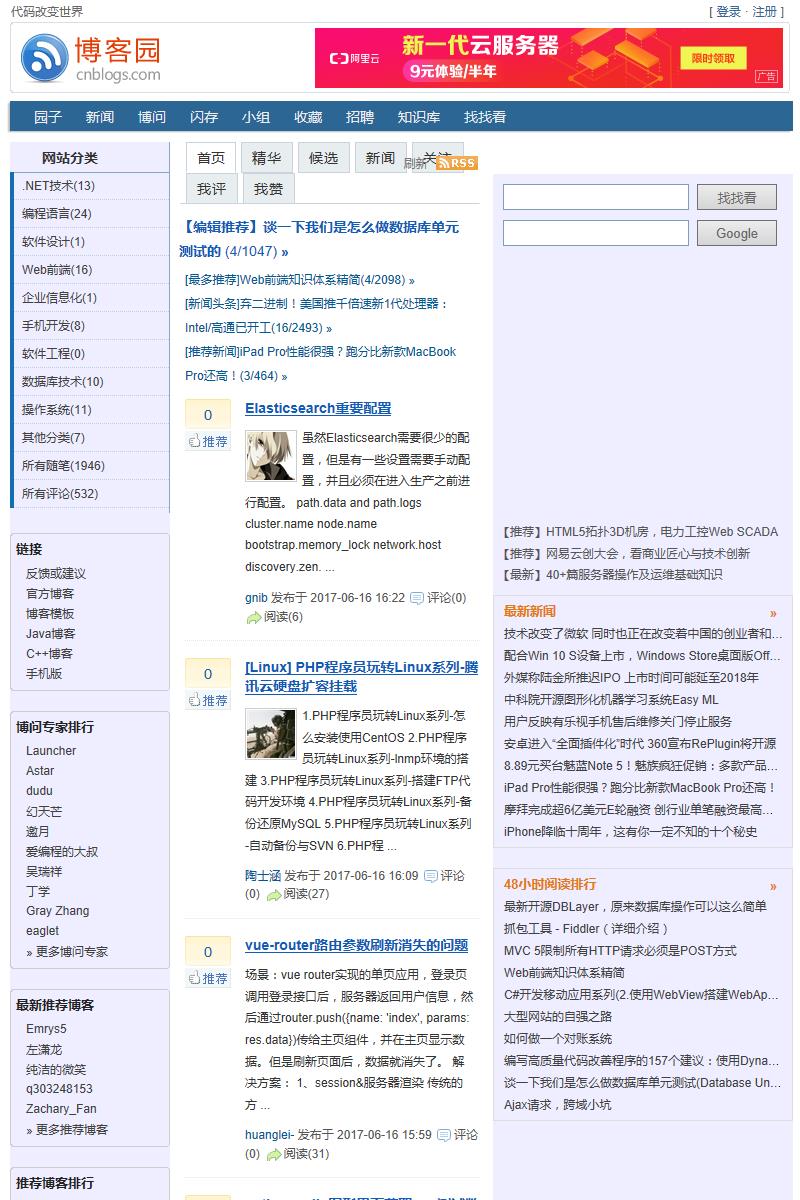 代码改变世界
[ 登录 · 注册 ]
博客园
cnblogs.com
阿里云
新一代云服务器
9元体验/半年
限时领取
广告
园子 新闻 博问 闪存 小组 收藏 招聘 知识库 找找看
网站分类
.NET技术(13)
编程语言(24)
软件设计(1)
Web前端(16)
企业信息化(1)
手机开发(8)
软件工程(0)
数据库技术(10)
操作系统(11)
其他分类(7)
所有随笔(1946)
所有评论(532)
链接
反馈或建议
官方博客
博客模板
Java博客
C++博客
手机版
博问专家排行
Launcher
Astar
dudu
幻天芒
邀月
爱编程的大叔
吴瑞祥
丁学
Gray Zhang
eaglet
» 更多博问专家
最新推荐博客
Emrys5
左潇龙
纯洁的微笑
q303248153
Zachary_Fan
» 更多推荐博客
推荐博客排行
首页 精华 候选 新闻 关注
刷新 RSS
我评 我赞
【编辑推荐】谈一下我们是怎么做数据库单元
测试的 (4/1047) »
[最多推荐]Web前端知识体系精简(4/2098) »
[新闻头条]弃二进制！美国推千倍速新1代处理器：
Intel/高通已开工(16/2493) »
[推荐新闻]iPad Pro性能很强？跑分比新款MacBook
Pro还高！(3/464) »
0
推荐
Elasticsearch重要配置
虽然Elasticsearch需要很少的配
置，但是有一些设置需要手动配
置，并且必须在进入生产之前进
行配置。 path.data and path.logs
cluster.name node.name
bootstrap.memory_lock network.host
discovery.zen. ...
gnib 发布于 2017-06-16 16:22 评论(0)
阅读(6)
0
推荐
[Linux] PHP程序员玩转Linux系列-腾
讯云硬盘扩容挂载
1.PHP程序员玩转Linux系列-怎
么安装使用CentOS 2.PHP程序
员玩转Linux系列-lnmp环境的搭
建 3.PHP程序员玩转Linux系列-搭建FTP代
码开发环境 4.PHP程序员玩转Linux系列-备
份还原MySQL 5.PHP程序员玩转Linux系列
-自动备份与SVN 6.PHP程 ...
陶士涵 发布于 2017-06-16 16:09 评论
(0) 阅读(27)
0
推荐
vue-router路由参数刷新消失的问题
场景：vue router实现的单页应用，登录页
调用登录接口后，服务器返回用户信息，然
后通过router.push({name: 'index', params:
res.data})传给主页组件，并在主页显示数
据。但是刷新页面后，数据就消失了。 解
决方案： 1、session&服务器渲染 传统的
方 ...
huanglei- 发布于 2017-06-16 15:59 评论
(0) 阅读(31)
找找看
Google
【推荐】HTML5拓扑3D机房，电力工控Web SCADA
【推荐】网易云创大会，看商业匠心与技术创新
【最新】40+篇服务器操作及运维基础知识
最新新闻 »
技术改变了微软 同时也正在改变着中国的创业者和...
配合Win 10 S设备上市，Windows Store桌面版Off...
外媒称陆金所推迟IPO 上市时间可能延至2018年
中科院开源图形化机器学习系统Easy ML
用户反映有乐视手机售后维修关门停止服务
安卓进入“全面插件化”时代 360宣布RePlugin将开源
8.89元买台魅蓝Note 5！魅族疯狂促销：多款产品...
iPad Pro性能很强？跑分比新款MacBook Pro还高！
摩拜完成超6亿美元E轮融资 创行业单笔融资最高...
iPhone降临十周年，这有你一定不知的十个秘史
48小时阅读排行 »
最新开源DBLayer，原来数据库操作可以这么简单
抓包工具 - Fiddler（详细介绍）
MVC 5限制所有HTTP请求必须是POST方式
Web前端知识体系精简
C#开发移动应用系列(2.使用WebView搭建WebAp...
大型网站的自强之路
如何做一个对账系统
编写高质量代码改善程序的157个建议：使用Dyna...
谈一下我们是怎么做数据库单元测试(Database Un...
Ajax请求，跨域小坑